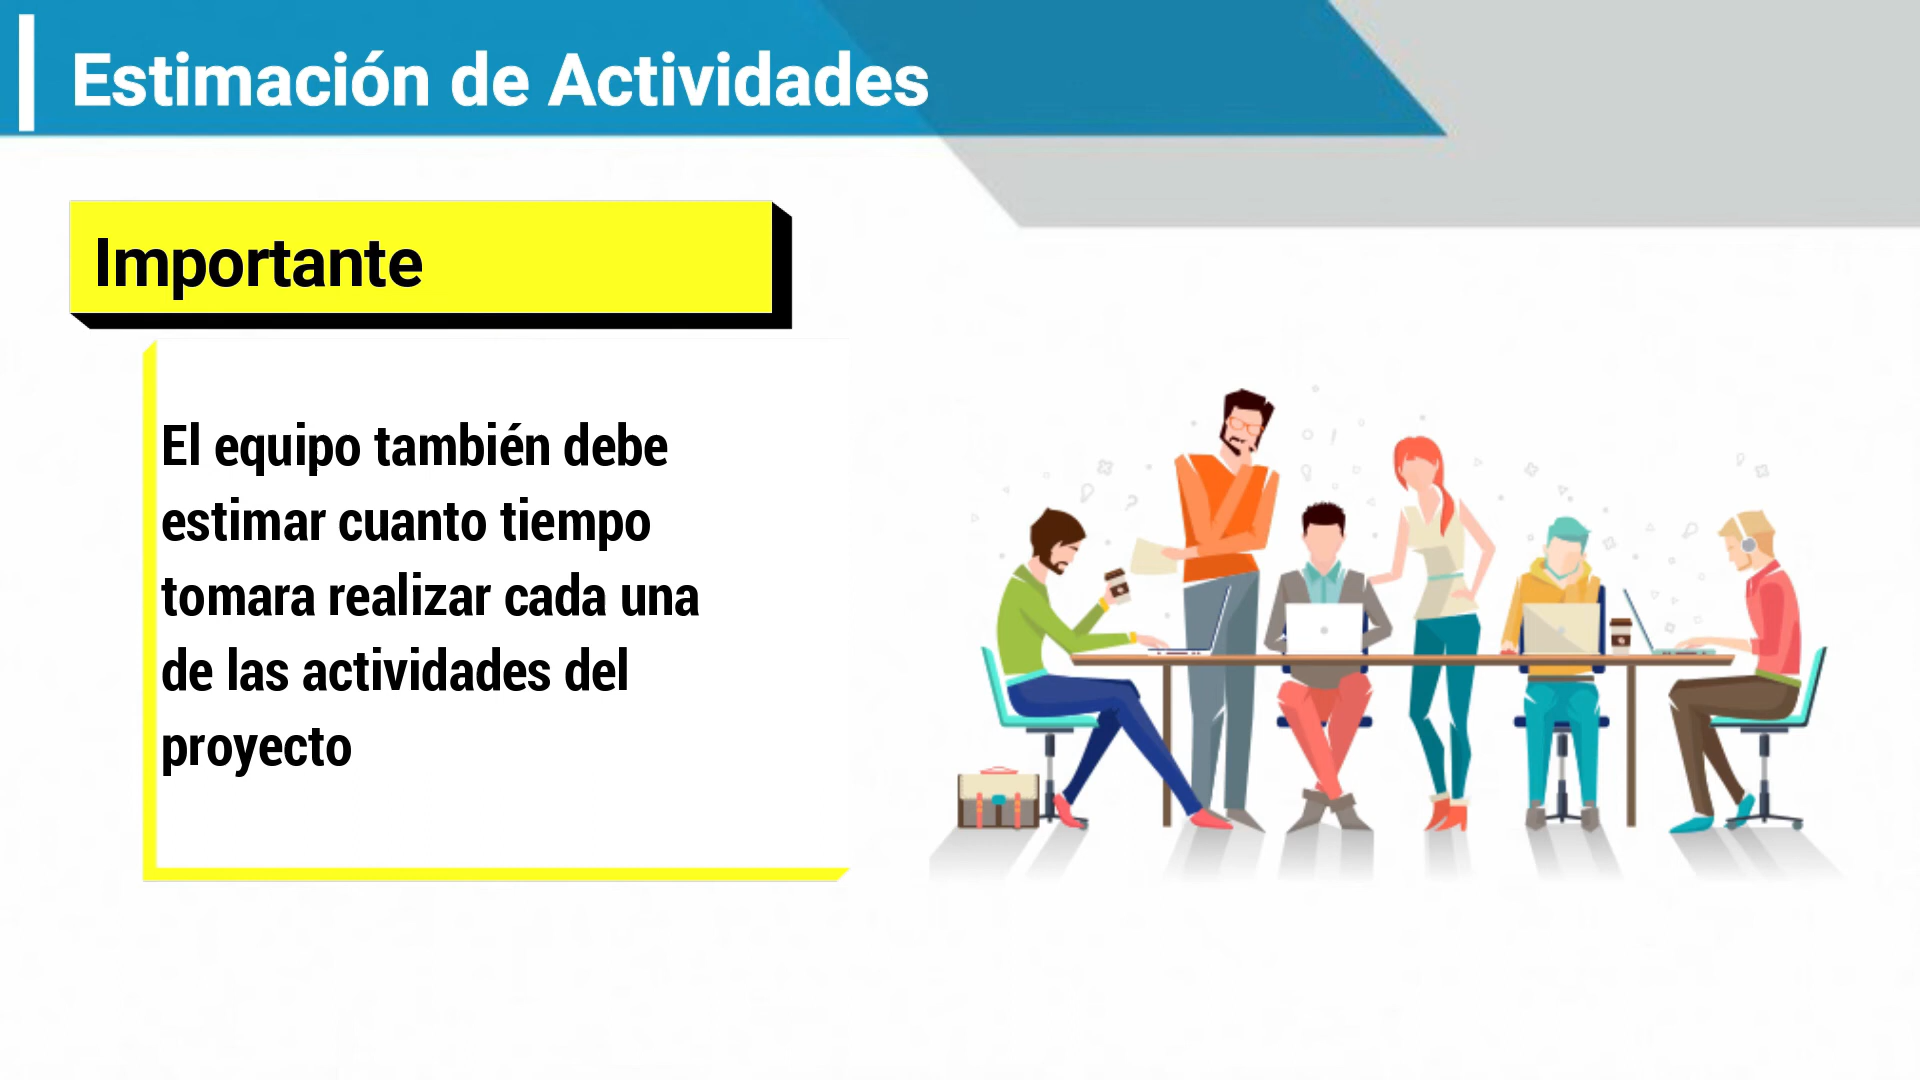 Estimación de Actividades
Importante
El equipo también debe
estimar cuanto tiempo
tomara realizar cada una
de las actividades del
proyecto